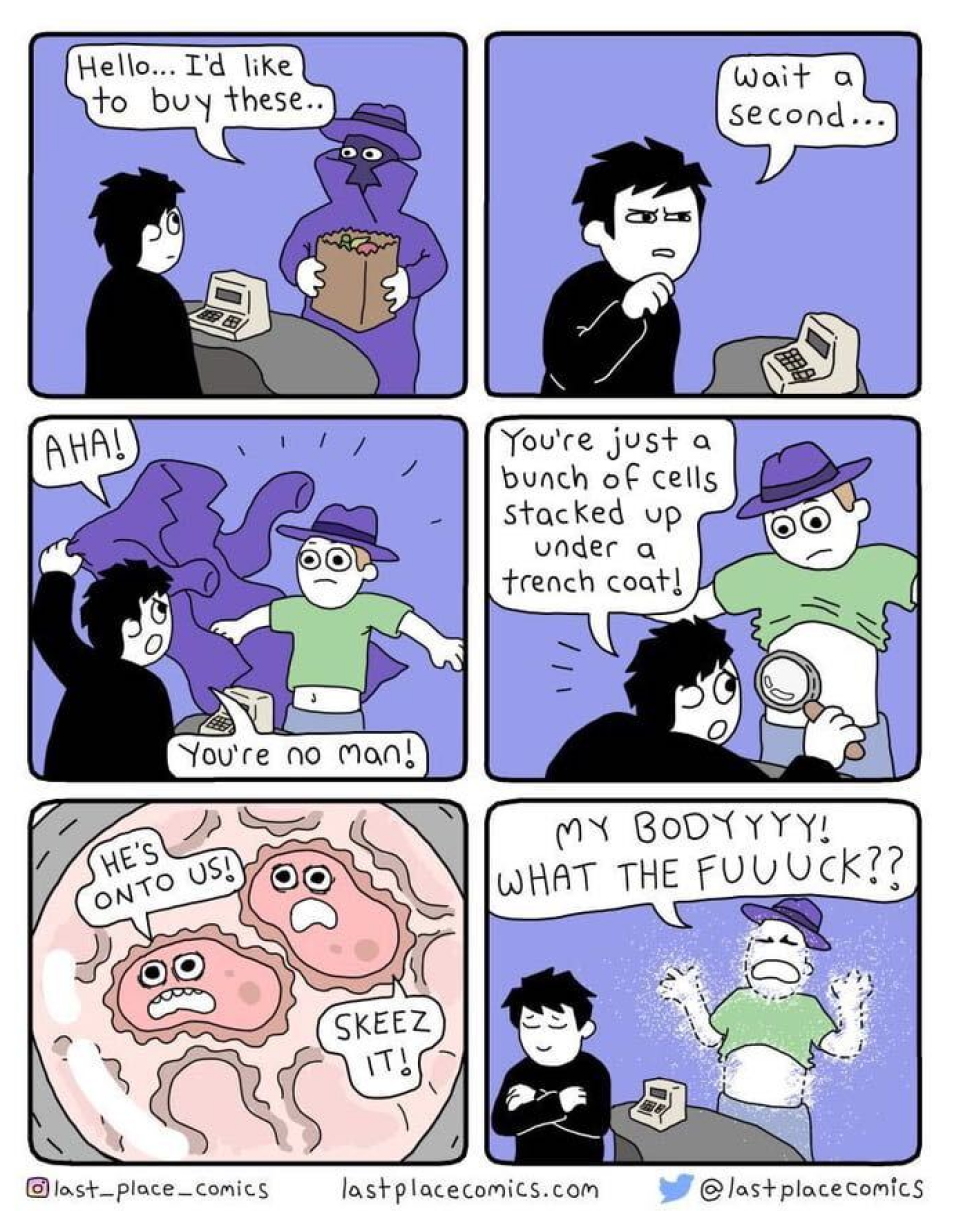 Hello... I'd like
to buy these..
Wait a
second...
AHA!
You're no man!
You're just a
bunch of cells
stacked up
under a
trench coat!
HE'S
ONTO US!
SKEEZ
IT!
MY BODYYYY!
WHAT THE FUUUCK??
last_place_comics
lastplacecomics.com
@lastplacecomics